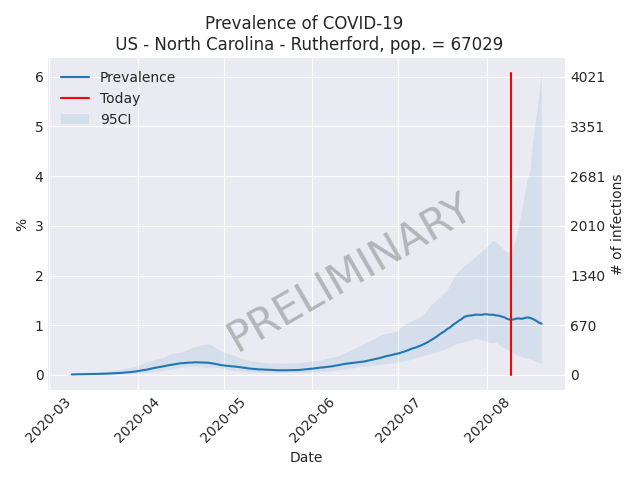 Prevalence of COVID-19
US - North Carolina - Rutherford, pop. = 67029
Prevalence
Today
95CI
6
5
4
3
2
1
0
%
4021
3351
2681
2010
1340
670
0
# of infections
PRELIMINARY
2020-03
2020-04
2020-05
2020-06
2020-07
2020-08
Date